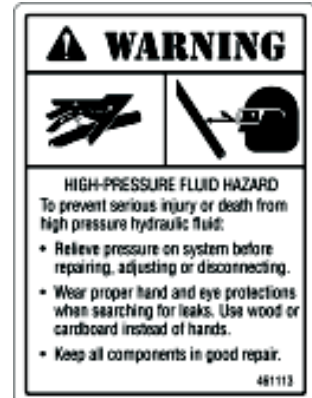 WARNING
HIGH-PRESSURE FLUID HAZARD
To prevent serious injury or death from
high pressure hydraulic fluid:
• Relieve pressure on system before
repairing, adjusting or disconnecting.
• Wear proper hand and eye protections
when searching for leaks. Use wood or
cardboard instead of hands.
• Keep all components in good repair.
461113